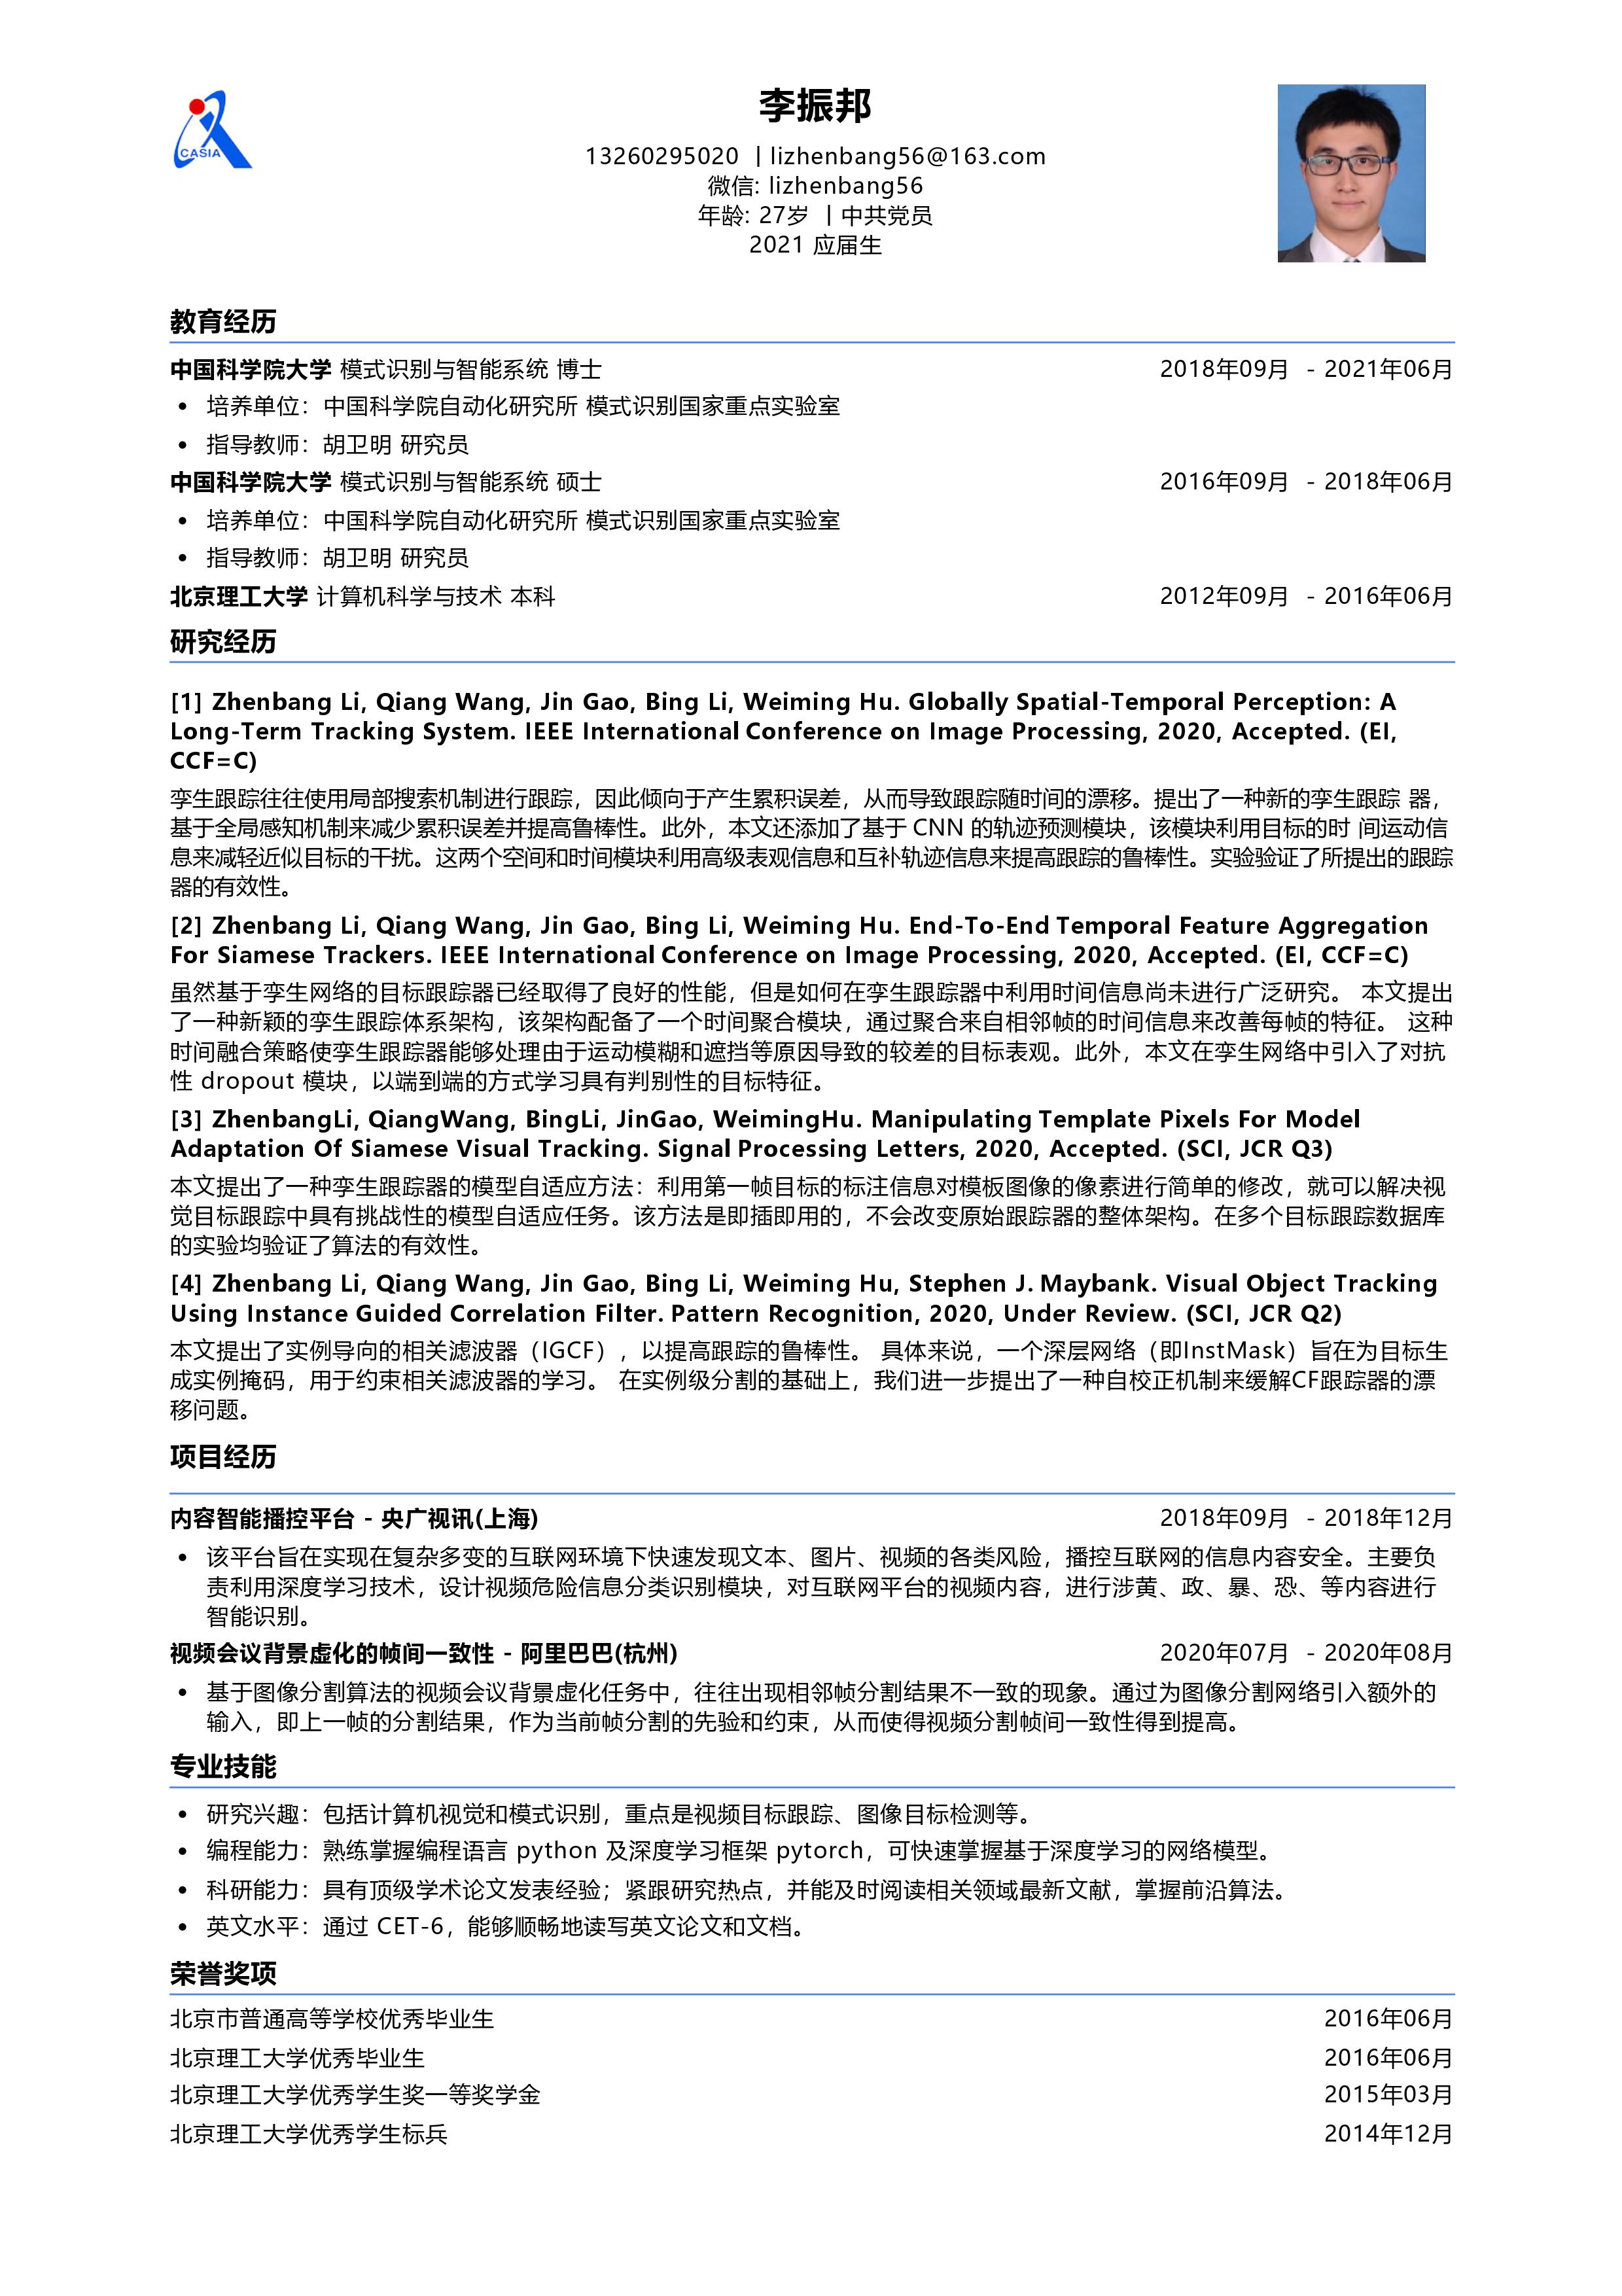 CASIA
李振邦
13260295020 | lizhenbang56@163.com
微信: lizhenbang56
年龄: 27岁 | 中共党员
2021 应届生
教育经历
中国科学院大学 模式识别与智能系统 博士 2018年09月 - 2021年06月
• 培养单位：中国科学院自动化研究所 模式识别国家重点实验室
• 指导教师：胡卫明 研究员
中国科学院大学 模式识别与智能系统 硕士 2016年09月 - 2018年06月
• 培养单位：中国科学院自动化研究所 模式识别国家重点实验室
• 指导教师：胡卫明 研究员
北京理工大学 计算机科学与技术 本科 2012年09月 - 2016年06月
研究经历
[1] Zhenbang Li, Qiang Wang, Jin Gao, Bing Li, Weiming Hu. Globally Spatial-Temporal Perception: A
Long-Term Tracking System. IEEE International Conference on Image Processing, 2020, Accepted. (EI,
CCF=C)
孪生跟踪往往使用局部搜索机制进行跟踪，因此倾向于产生累积误差，从而导致跟踪随时间的漂移。提出了一种新的孪生跟踪 器，
基于全局感知机制来减少累积误差并提高鲁棒性。此外，本文还添加了基于 CNN 的轨迹预测模块，该模块利用目标的时 间运动信
息来减轻近似目标的干扰。这两个空间和时间模块利用高级表观信息和互补轨迹信息来提高跟踪的鲁棒性。实验验证了所提出的跟踪
器的有效性。
[2] Zhenbang Li, Qiang Wang, Jin Gao, Bing Li, Weiming Hu. End-To-End Temporal Feature Aggregation
For Siamese Trackers. IEEE International Conference on Image Processing, 2020, Accepted. (EI, CCF=C)
虽然基于孪生网络的目标跟踪器已经取得了良好的性能，但是如何在孪生跟踪器中利用时间信息尚未进行广泛研究。 本文提出
了一种新颖的孪生跟踪体系架构，该架构配备了一个时间聚合模块，通过聚合来自相邻帧的时间信息来改善每帧的特征。 这种
时间融合策略使孪生跟踪器能够处理由于运动模糊和遮挡等原因导致的较差的目标表观。此外，本文在孪生网络中引入了对抗
性 dropout 模块，以端到端的方式学习具有判别性的目标特征。
[3] ZhenbangLi, QiangWang, BingLi, JinGao, WeimingHu. Manipulating Template Pixels For Model
Adaptation Of Siamese Visual Tracking. Signal Processing Letters, 2020, Accepted. (SCI, JCR Q3)
本文提出了一种孪生跟踪器的模型自适应方法：利用第一帧目标的标注信息对模板图像的像素进行简单的修改，就可以解决视
觉目标跟踪中具有挑战性的模型自适应任务。该方法是即插即用的，不会改变原始跟踪器的整体架构。在多个目标跟踪数据库
的实验均验证了算法的有效性。
[4] Zhenbang Li, Qiang Wang, Jin Gao, Bing Li, Weiming Hu, Stephen J. Maybank. Visual Object Tracking
Using Instance Guided Correlation Filter. Pattern Recognition, 2020, Under Review. (SCI, JCR Q2)
本文提出了实例导向的相关滤波器（IGCF），以提高跟踪的鲁棒性。 具体来说，一个深层网络（即InstMask）旨在为目标生
成实例掩码，用于约束相关滤波器的学习。 在实例级分割的基础上，我们进一步提出了一种自校正机制来缓解CF跟踪器的漂
移问题。
项目经历
内容智能播控平台 - 央广视讯(上海) 2018年09月 - 2018年12月
• 该平台旨在实现在复杂多变的互联网环境下快速发现文本、图片、视频的各类风险，播控互联网的信息内容安全。主要负
责利用深度学习技术，设计视频危险信息分类识别模块，对互联网平台的视频内容，进行涉黄、政、暴、恐、等内容进行
智能识别。
视频会议背景虚化的帧间一致性 - 阿里巴巴(杭州) 2020年07月 - 2020年08月
• 基于图像分割算法的视频会议背景虚化任务中，往往出现相邻帧分割结果不一致的现象。通过为图像分割网络引入额外的
输入，即上一帧的分割结果，作为当前帧分割的先验和约束，从而使得视频分割帧间一致性得到提高。
专业技能
• 研究兴趣：包括计算机视觉和模式识别，重点是视频目标跟踪、图像目标检测等。
• 编程能力：熟练掌握编程语言 python 及深度学习框架 pytorch，可快速掌握基于深度学习的网络模型。
• 科研能力：具有顶级学术论文发表经验；紧跟研究热点，并能及时阅读相关领域最新文献，掌握前沿算法。
• 英文水平：通过 CET-6，能够顺畅地读写英文论文和文档。
荣誉奖项
北京市普通高等学校优秀毕业生 2016年06月
北京理工大学优秀毕业生 2016年06月
北京理工大学优秀学生奖一等奖学金 2015年03月
北京理工大学优秀学生标兵 2014年12月